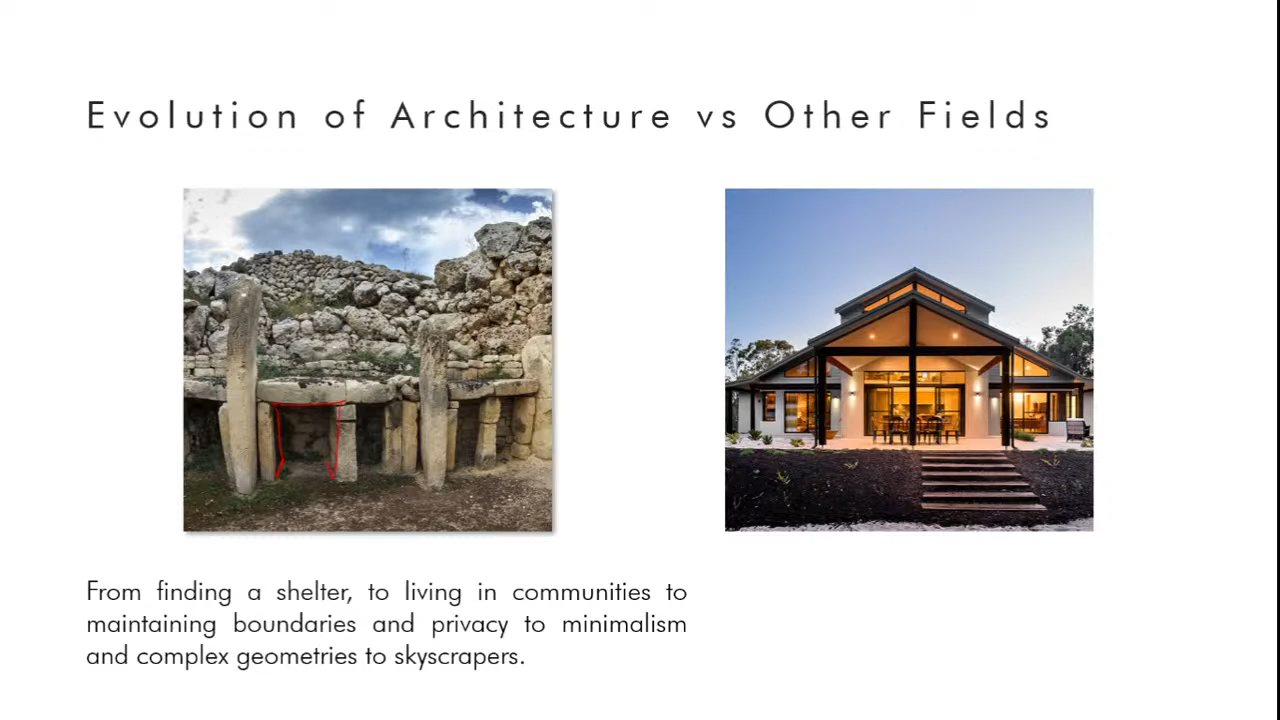 Evolution of Architecture vs Other Fields
From finding a shelter, to living in communities to
maintaining boundaries and privacy to minimalism
and complex geometries to skyscrapers.